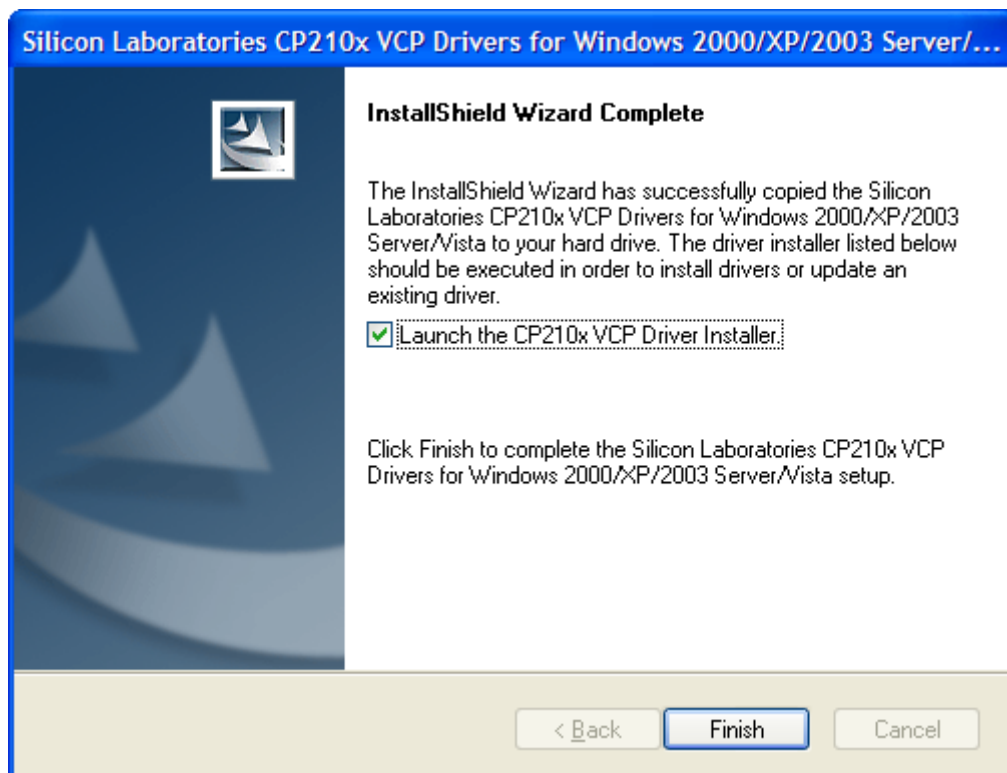 Silicon Laboratories CP210x VCP Drivers for Windows 2000/XP/2003 Server/...
InstallShield Wizard Complete
The InstallShield Wizard has successfully copied the Silicon
Laboratories CP210x VCP Drivers for Windows 2000/XP/2003
Server/Vista to your hard drive. The driver installer listed below
should be executed in order to install drivers or update an
existing driver.
Launch the CP210x VCP Driver Installer.
Click Finish to complete the Silicon Laboratories CP210x VCP
Drivers for Windows 2000/XP/2003 Server/Vista setup.
< Back
Finish
Cancel